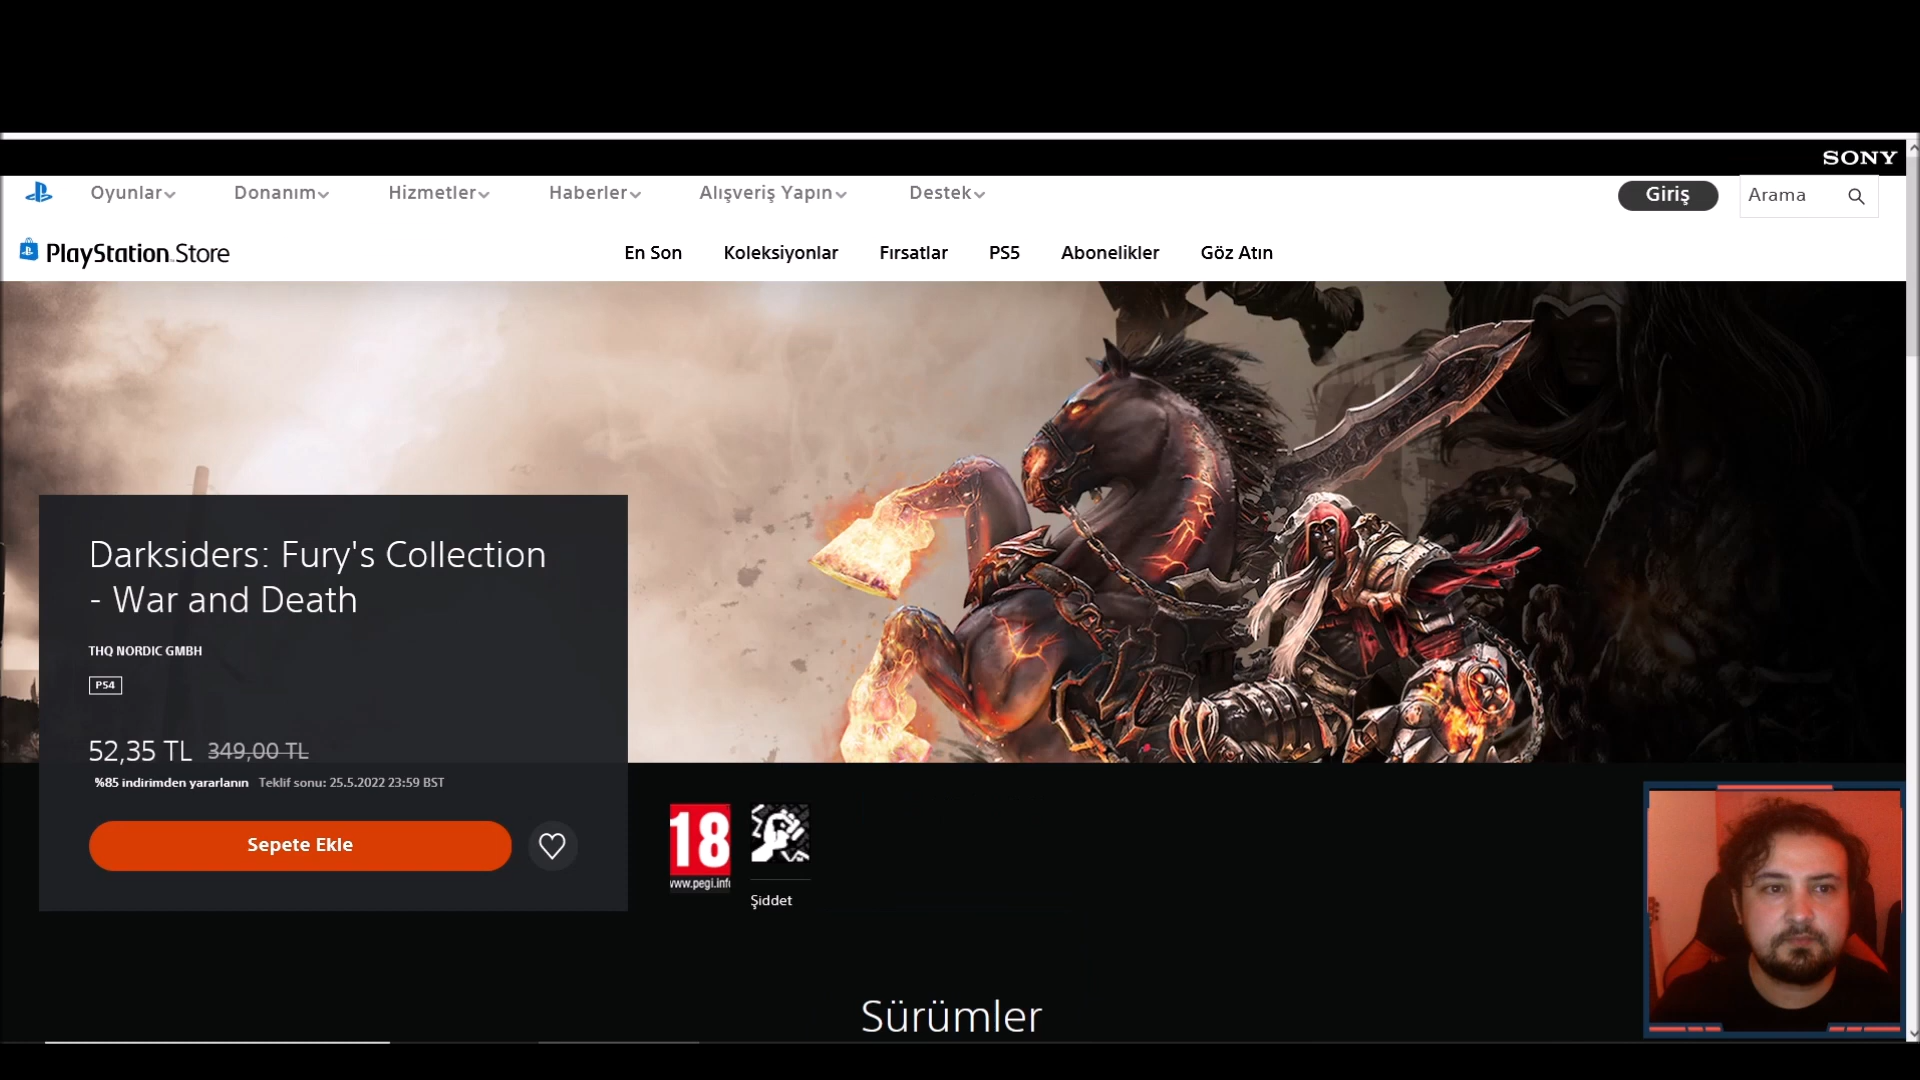 SONY
Oyunlar Donanım Hizmetler Haberler Alışveriş Yapın Destek Giriş Arama
PlayStation Store En Son Koleksiyonlar Fırsatlar PS5 Abonelikler Göz Atın
Darksiders: Fury's Collection
- War and Death
THQ NORDIC GMBH
PS4
52,35 TL 349,00 TL
%85 indirimden yararlanın Teklif sonu: 25.5.2022 23:59 BST
Sepete Ekle
18
www.pegi.info
Şiddet
Sürümler